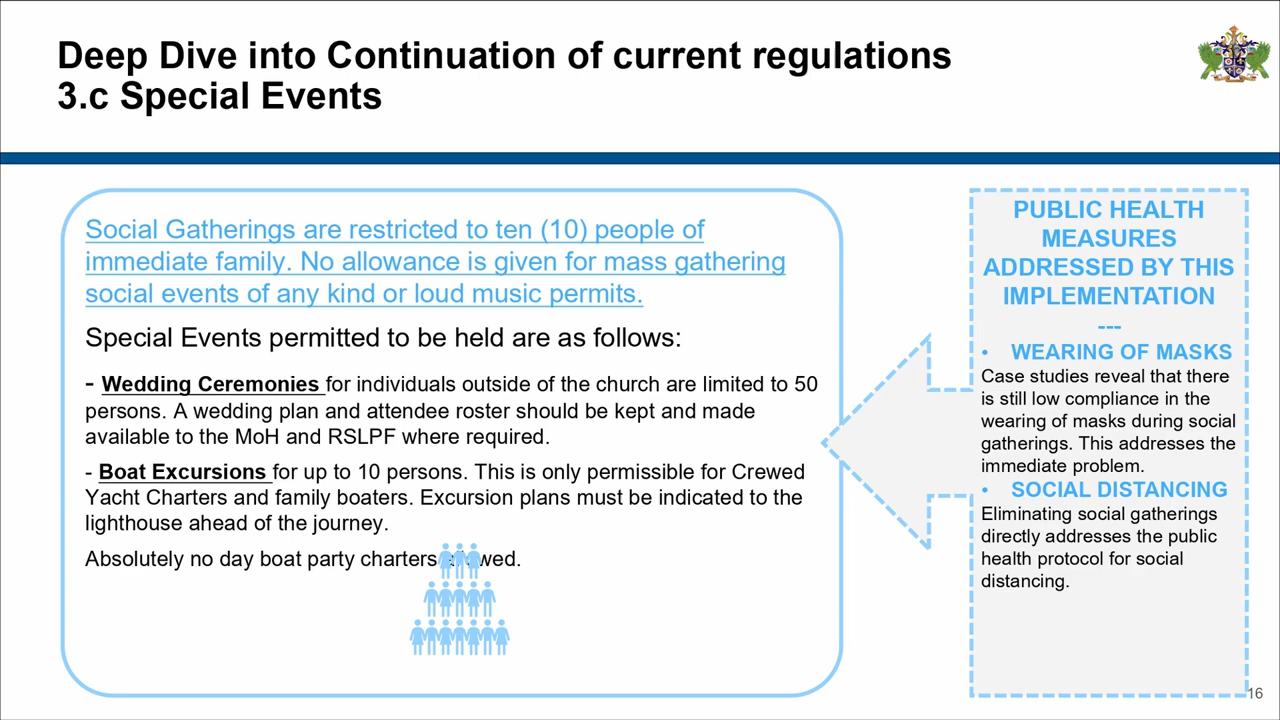 Deep Dive into Continuation of current regulations
3.c Special Events
Social Gatherings are restricted to ten (10) people of
immediate family. No allowance is given for mass gathering
social events of any kind or loud music permits.
Special Events permitted to be held are as follows:
- Wedding Ceremonies for individuals outside of the church are limited to 50
persons. A wedding plan and attendee roster should be kept and made
available to the MoH and RSLPF where required.
- Boat Excursions for up to 10 persons. This is only permissible for Crewed
Yacht Charters and family boaters. Excursion plans must be indicated to the
lighthouse ahead of the journey.
Absolutely no day boat party charters allowed.
PUBLIC HEALTH
MEASURES
ADDRESSED BY THIS
IMPLEMENTATION
---
• WEARING OF MASKS
Case studies reveal that there
is still low compliance in the
wearing of masks during social
gatherings. This addresses the
immediate problem.
• SOCIAL DISTANCING
Eliminating social gatherings
directly addresses the public
health protocol for social
distancing.
16